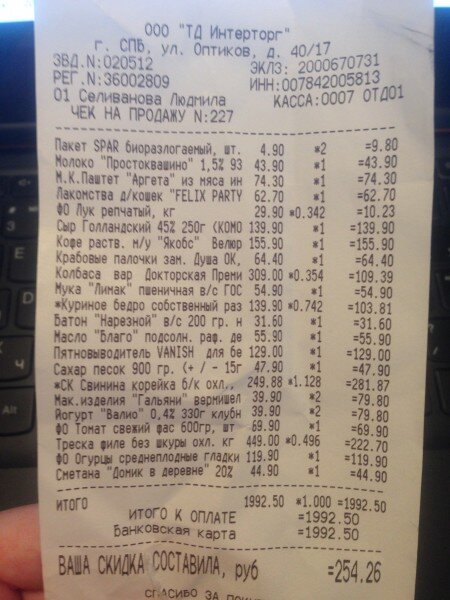 ООО "ТД Интерторг"
г. СПБ, ул. Оптиков, д. 40/17
ЗВД.N:020512 ЭКЛЗ: 2000670731
РЕГ.N:36002809 ИНН:007842005813
01 Селиванова Людмила КАССА:0007 ОТД01
ЧЕК НА ПРОДАЖУ N:227
Пакет SPAR биоразлогаемый, шт. 4.90 *2 =9.80
Молоко "Простоквашино" 1,5% 93 43.90 *1 =43.90
М.К.Паштет "Аргета" из мяса ин 74.30 *1 =74.30
Лакомства д/кошек "FELIX PARTY 62.70 *1 =62.70
ФО Лук репчатый, кг 29.90 *0.342 =10.23
Сыр Голландский 45% 250г (КОМО 139.90 *1 =139.90
Кофе раств. м/у "Якобс" Велюр 155.90 *1 =155.90
Крабовые палочки зам. Душа ОК, 64.40 *1 =64.40
Колбаса вар Докторская Преми 309.00 *0.354 =109.39
Мука "Лимак" пшеничная в/с ГОС 54.90 *1 =54.90
*Куриное бедро собственный раз 139.90 *0.742 =103.81
Батон "Нарезной" в/с 200 гр. н 31.60 *1 =31.60
Масло "Благо" подсолн. раф. де 55.90 *1 =55.90
Пятновыводитель VANISH для бе 129.00 *1 =129.00
Сахар песок 900 гр. (+ / - 15г 47.90 *1 =47.90
*СК Свинина корейка б/к охл., 249.88 *1.128 =281.87
Мак.изделия "Гальяни" вермишел 39.90 *2 =79.80
Йогурт "Валио" 0,4% 330г клубн 39.90 *2 =79.80
ФО Томат свежий фас 600гр, шт 69.90 *1 =69.90
Треска филе без шкуры охл. кг 449.00 *0.496 =222.70
ФО Огурцы среднеплодные гладки 119.90 *1 =119.90
Сметана "Домик в деревне" 20% 44.90 *1 =44.90
ИТОГО 1992.50 *1.000 =1992.50
ИТОГО К ОПЛАТЕ =1992.50
Банковская карта =1992.50
ВАША СКИДКА СОСТАВИЛА, руб =254.26
СПАСИБО ЗА